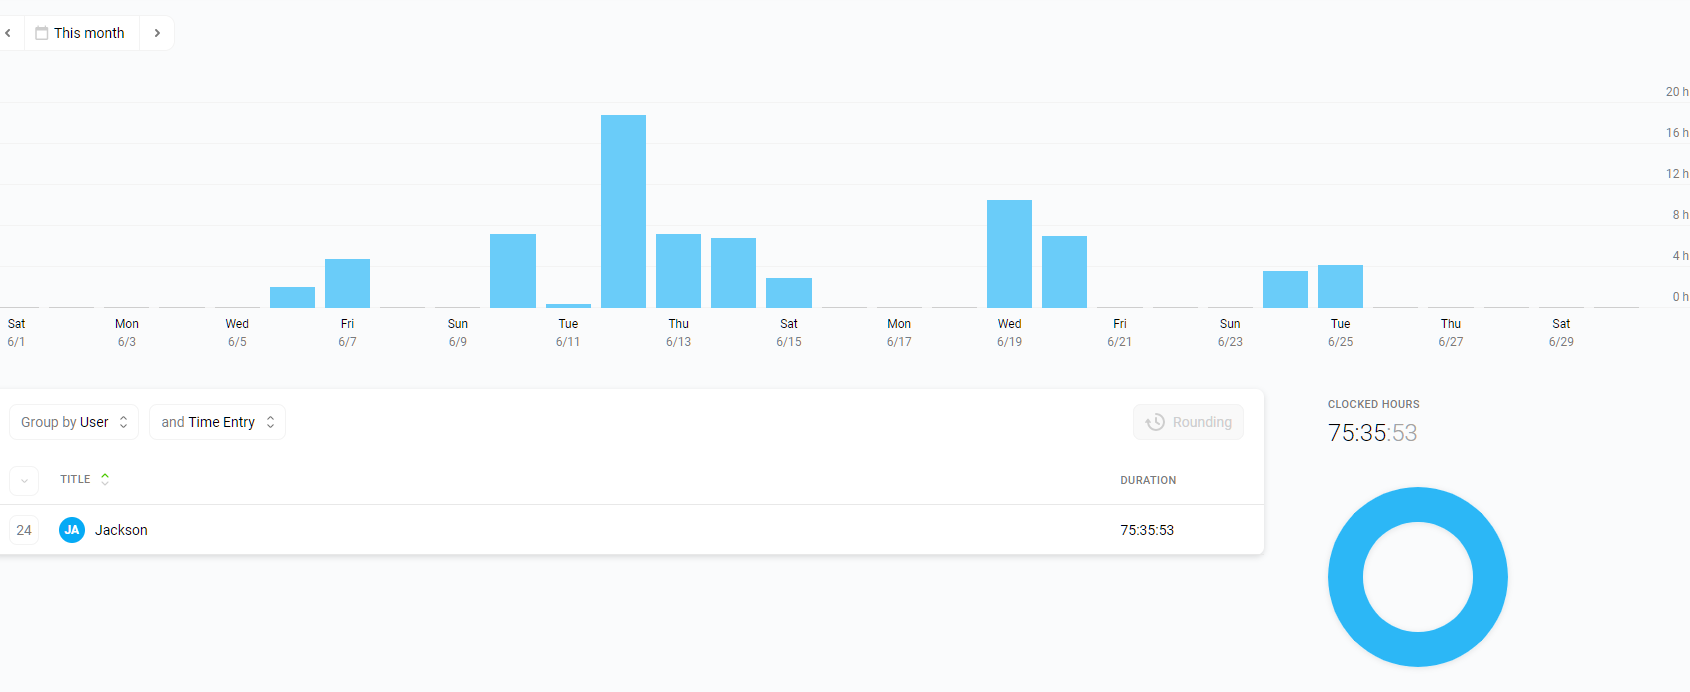 This month
20 h
16 h
12 h
8 h
4 h
0 h
Sat Mon Wed Fri Sun Tue Thu Sat Mon Wed Fri Sun Tue Thu Sat
6/1 6/3 6/5 6/7 6/9 6/11 6/13 6/15 6/17 6/19 6/21 6/23 6/25 6/27 6/29
Group by User and Time Entry Rounding
TITLE DURATION
24 JA Jackson 75:35:53
CLOCKED HOURS
75:35:53